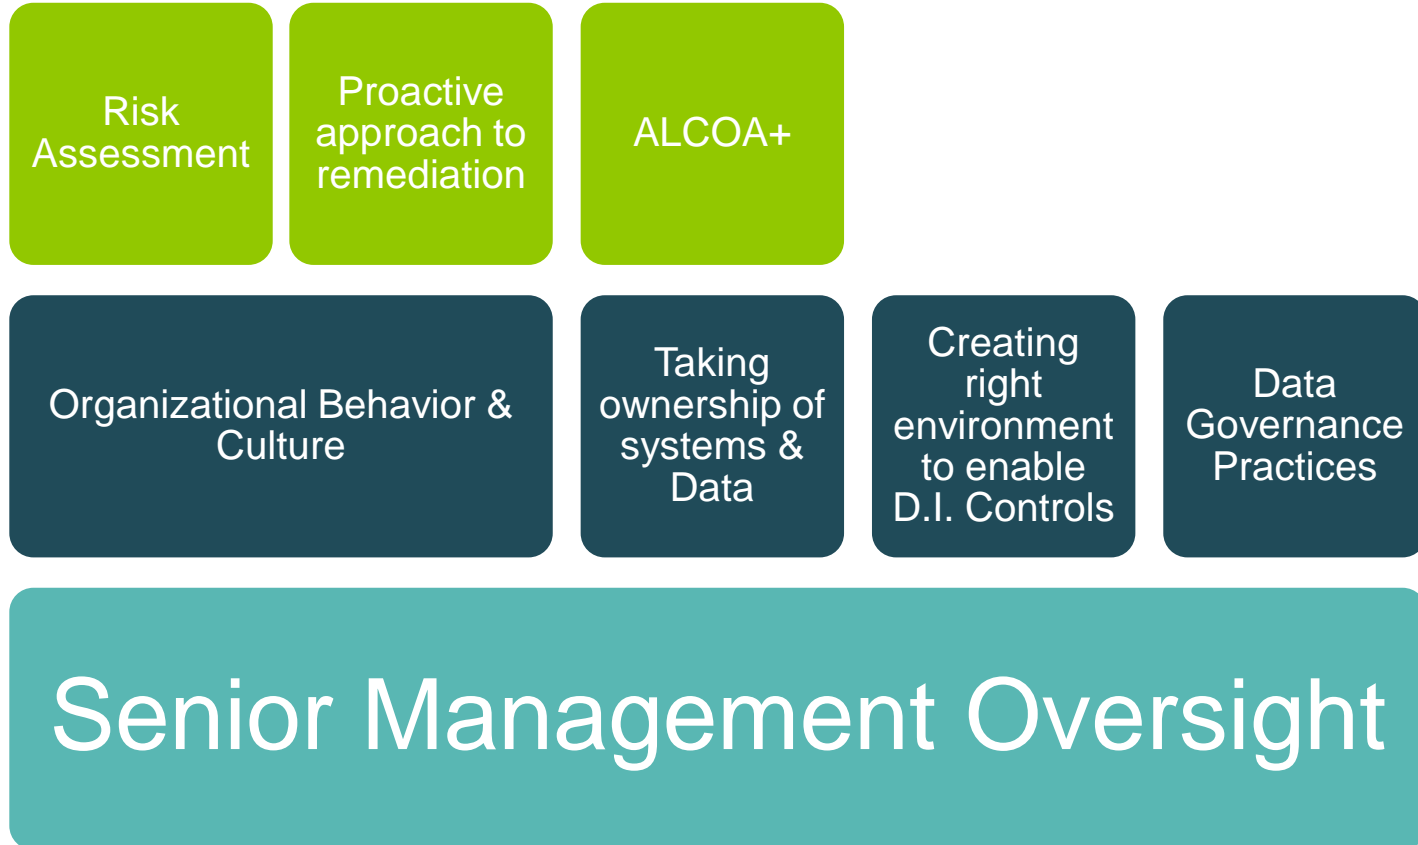 Risk
Assessment
Proactive
approach to
remediation
ALCOA+
Organizational Behavior &
Culture
Taking
ownership of
systems &
Data
Creating
right
environment
to enable
D.I. Controls
Data
Governance
Practices
Senior Management Oversight